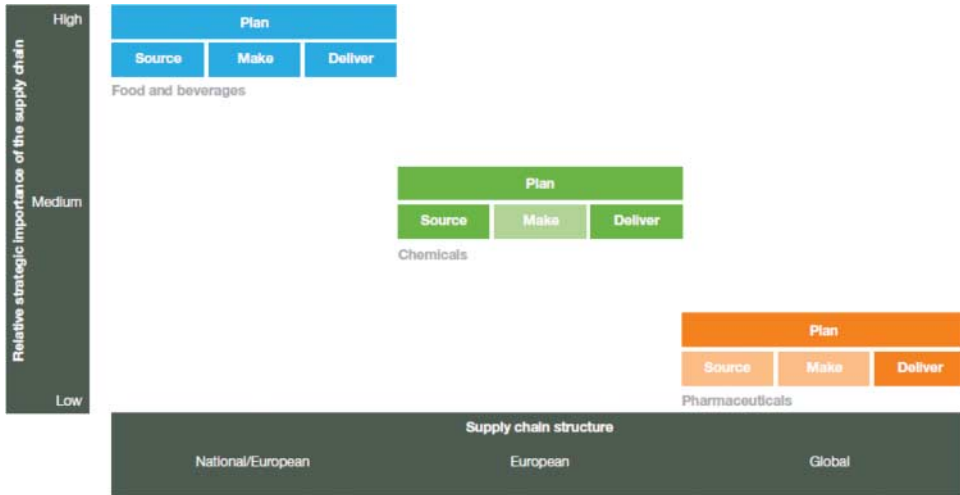 High
Plan
Source Make Deliver
Food and beverages
Relative strategic importance of the supply chain
Medium
Plan
Source Make Deliver
Chemicals
Plan
Source Make Deliver
Low
Pharmaceuticals
Supply chain structure
National/European European Global